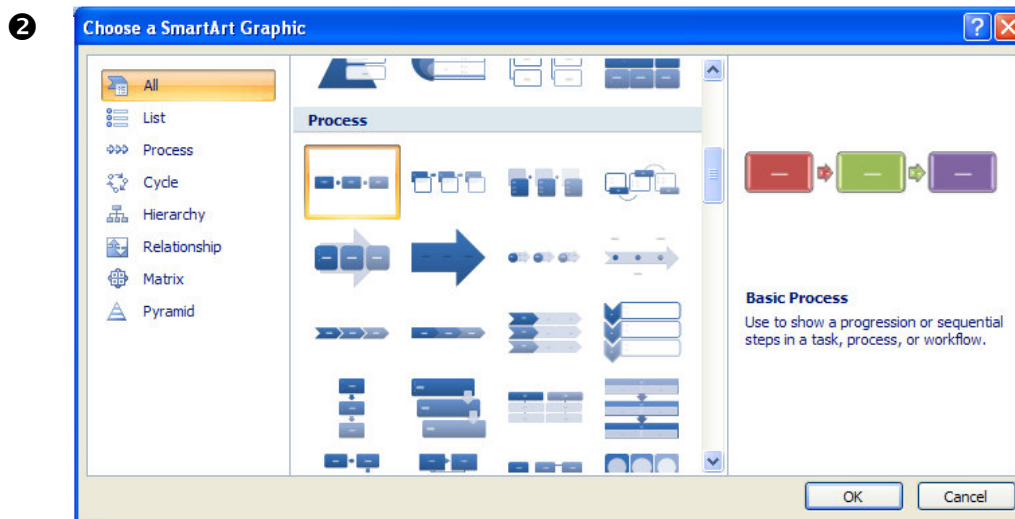 ❷
Choose a SmartArt Graphic
All
List
Process
Cycle
Hierarchy
Relationship
Matrix
Pyramid
Process
Basic Process
Use to show a progression or sequential
steps in a task, process, or workflow.
OK
Cancel